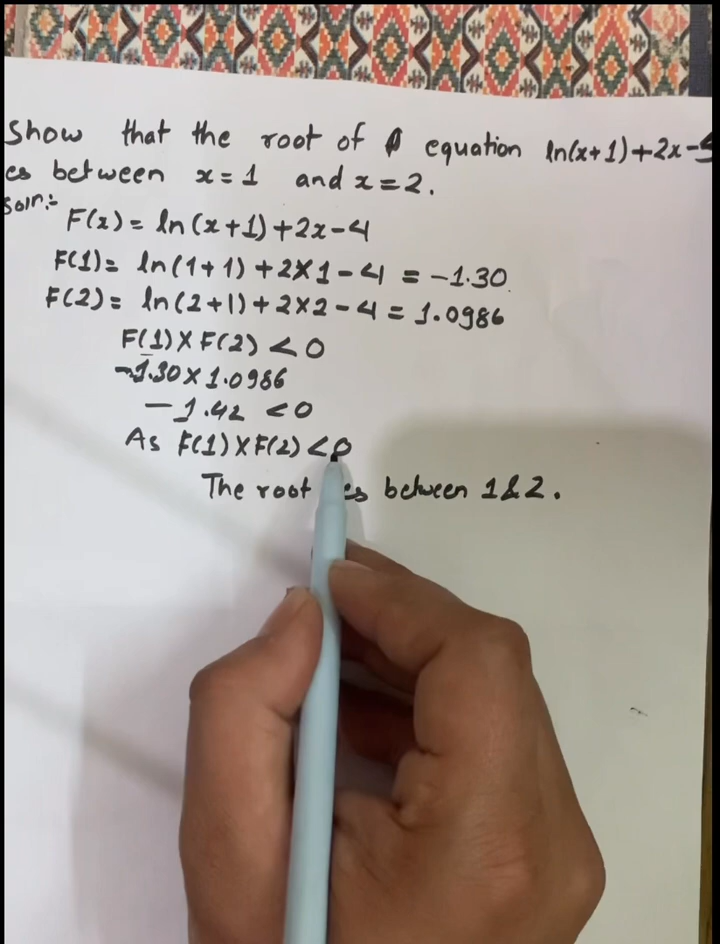 Show that the root of equation ln(x+1)+2x-
es between x=1 and x=2.
Soln:-
F(x)= ln(x+1)+2x-4
F(1)= ln(1+1)+2×1-4 = -1.30
F(2)= ln(2+1)+2×2-4= 1.0986
F(1)×F(2)<0
-1.30×1.0986
-1.42 <0
As F(1)×F(2)<0
The root es between 1&2.